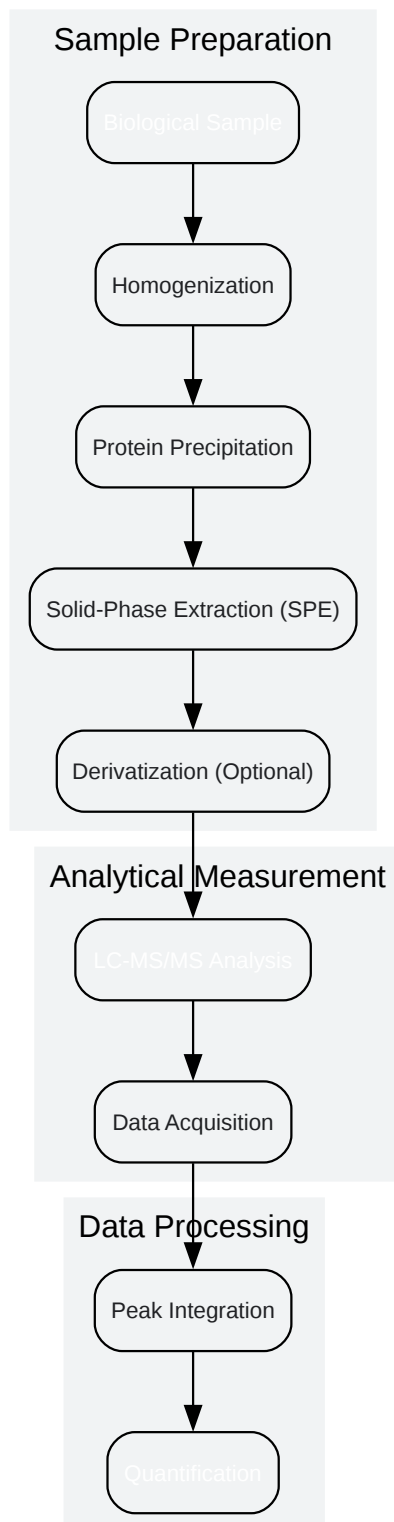 Sample Preparation
Biological Sample
Homogenization
Protein Precipitation
Solid-Phase Extraction (SPE)
Derivatization (Optional)
Analytical Measurement
LC-MS/MS Analysis
Data Acquisition
Data Processing
Peak Integration
Quantification